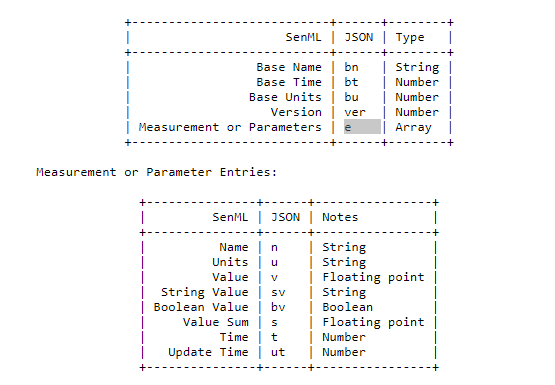 +---------------------------+------+--------+
|                     SenML | JSON | Type   |
+---------------------------+------+--------+
|                 Base Name | bn   | String |
|                 Base Time | bt   | Number |
|                Base Units | bu   | Number |
|                   Version | ver  | Number |
| Measurement or Parameters | e    | Array  |
+---------------------------+------+--------+
Measurement or Parameter Entries:
+---------------+------+----------------+
|         SenML | JSON | Notes          |
+---------------+------+----------------+
|          Name | n    | String         |
|         Units | u    | String         |
|         Value | v    | Floating point |
|  String Value | sv   | String         |
| Boolean Value | bv   | Boolean        |
|     Value Sum | s    | Floating point |
|          Time | t    | Number         |
|   Update Time | ut   | Number         |
+---------------+------+----------------+